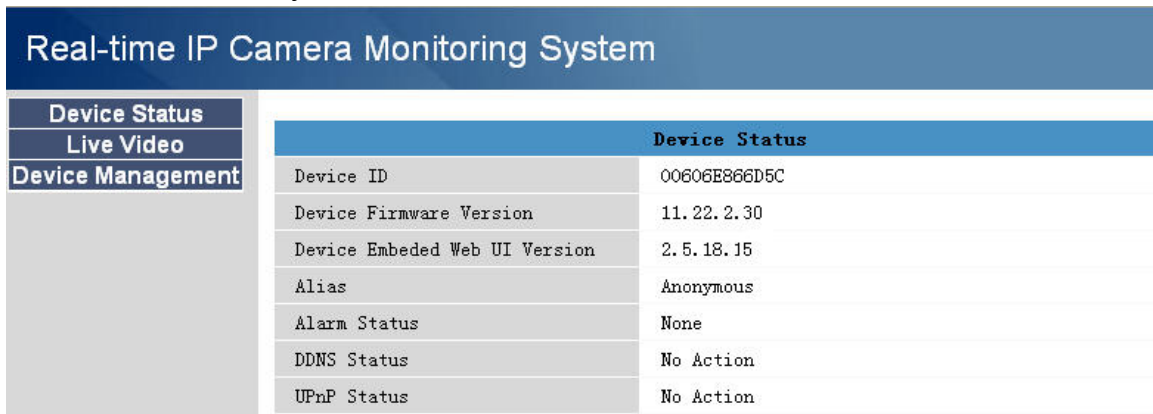 Real-time IP Camera Monitoring System
Device Status
Live Video
Device Management
Device Status
Device ID 00606E866D5C
Device Firmware Version 11.22.2.30
Device Embeded Web UI Version 2.5.18.15
Alias Anonymous
Alarm Status None
DDNS Status No Action
UPnP Status No Action